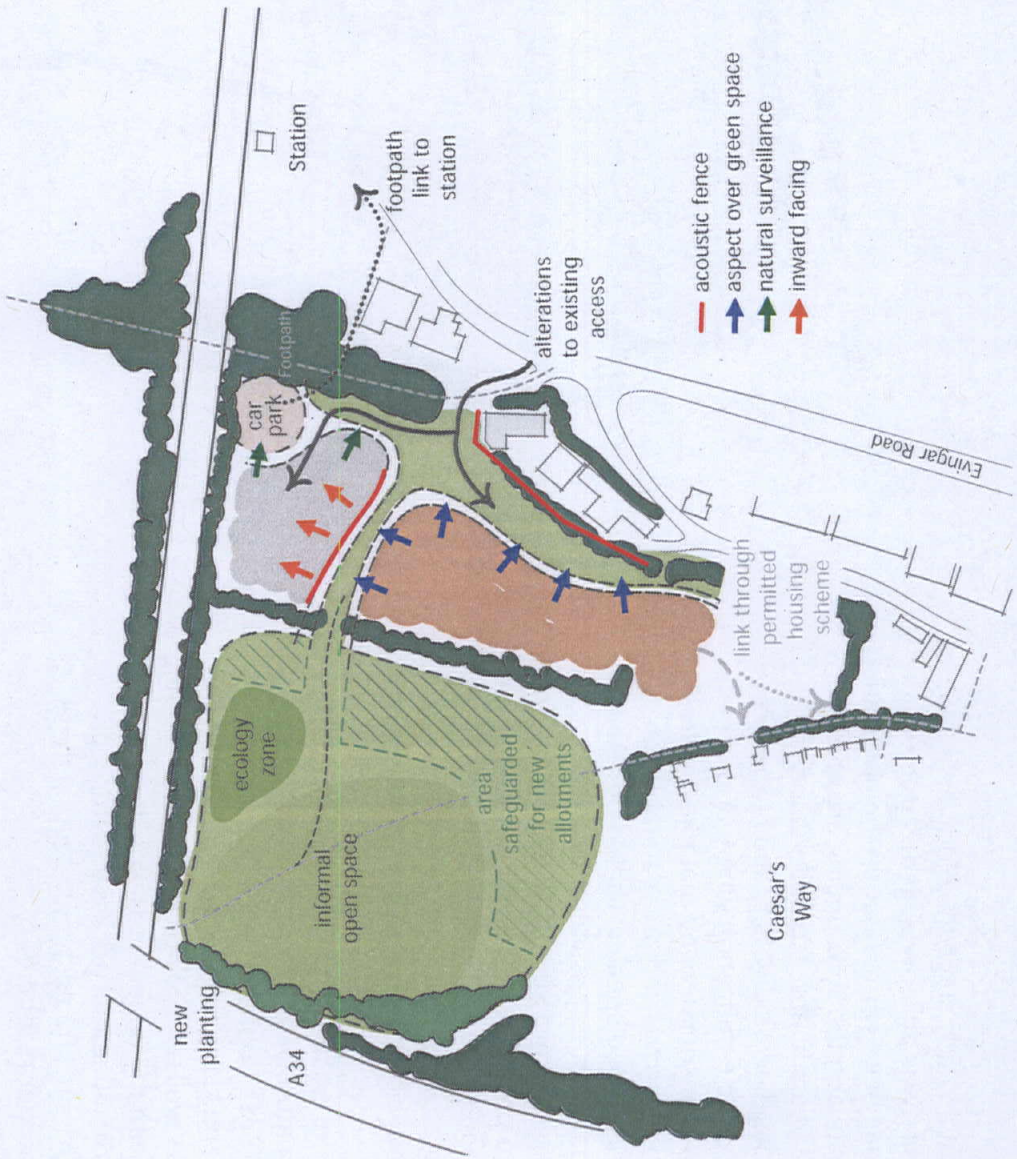 Station
footpath
link to
station
Footpath
car
park
alterations
to existing
access
acoustic fence
aspect over green space
natural surveillance
inward facing
Evingar Road
link through
permitted
housing
scheme
ecology
zone
area
safeguarded
for new
allotments
informal
open space
new
planting
A34
Caesar's
Way